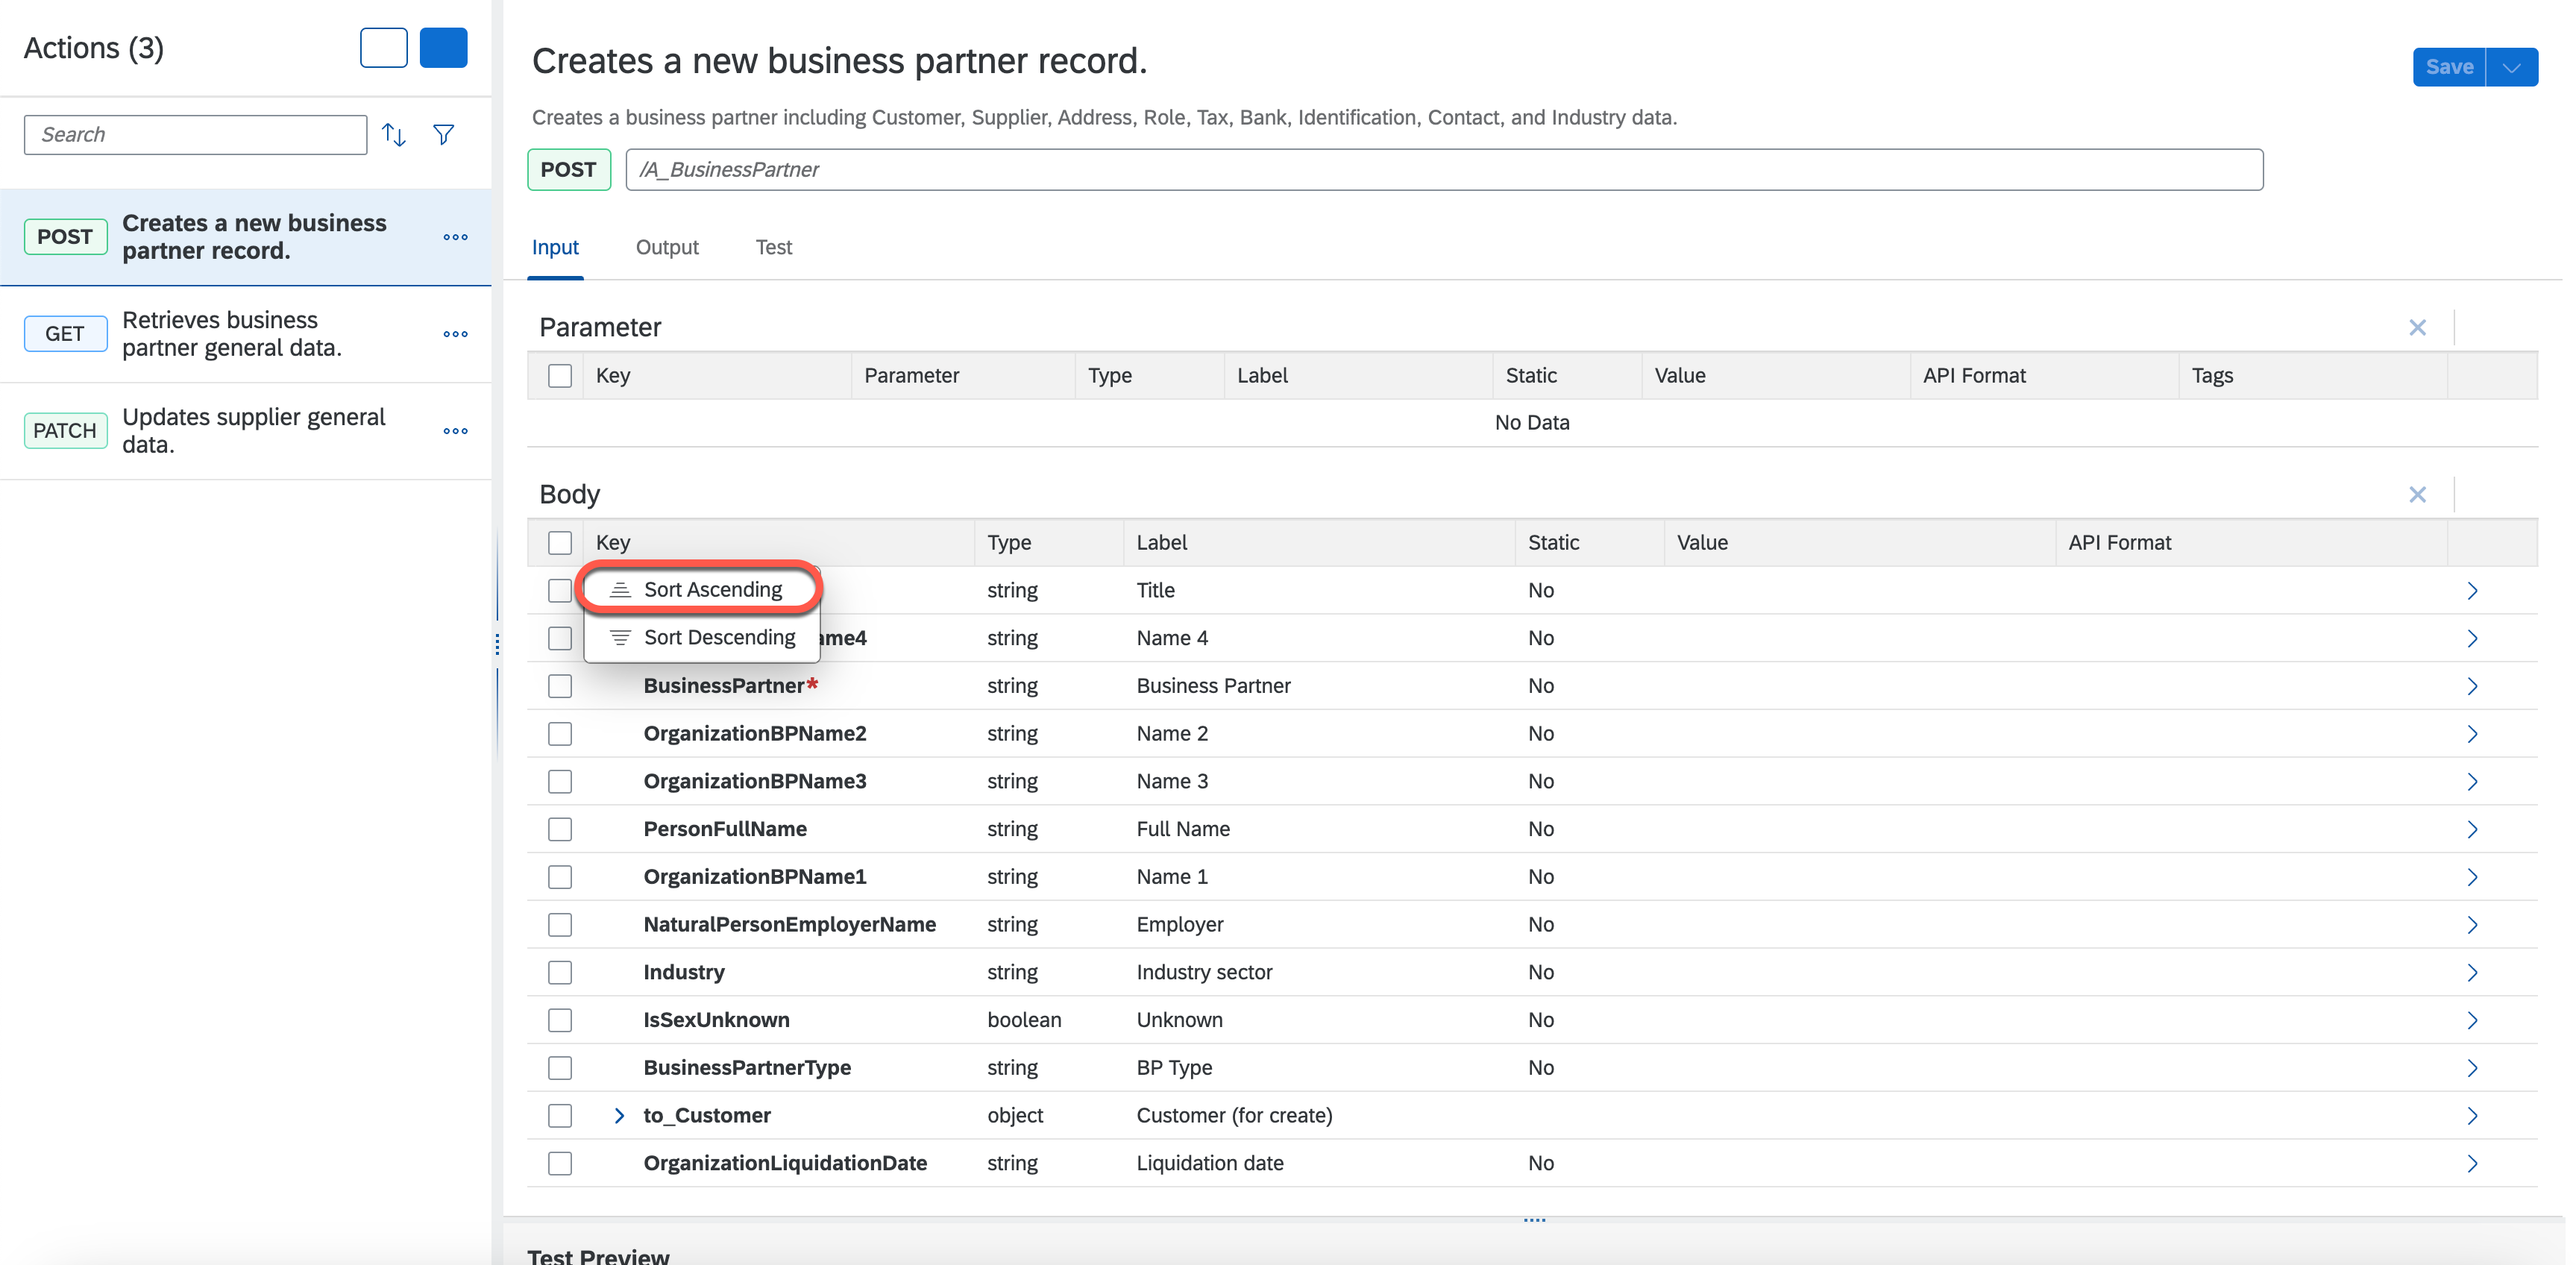 Actions (3)
Search
POST
Creates a new business
partner record.
GET
Retrieves business
partner general data.
PATCH
Updates supplier general
data.
Creates a new business partner record.
Save
Creates a business partner including Customer, Supplier, Address, Role, Tax, Bank, Identification, Contact, and Industry data.
POST /A_BusinessPartner
Input Output Test
Parameter
Key Parameter Type Label Static Value API Format Tags
No Data
Body
Key Type Label Static Value API Format
Sort Ascending string Title No
Sort Descending ame4 string Name 4 No
BusinessPartner* string Business Partner No
OrganizationBPName2 string Name 2 No
OrganizationBPName3 string Name 3 No
PersonFullName string Full Name No
OrganizationBPName1 string Name 1 No
NaturalPersonEmployerName string Employer No
Industry string Industry sector No
IsSexUnknown boolean Unknown No
BusinessPartnerType string BP Type No
to_Customer object Customer (for create)
OrganizationLiquidationDate string Liquidation date No
Test Preview